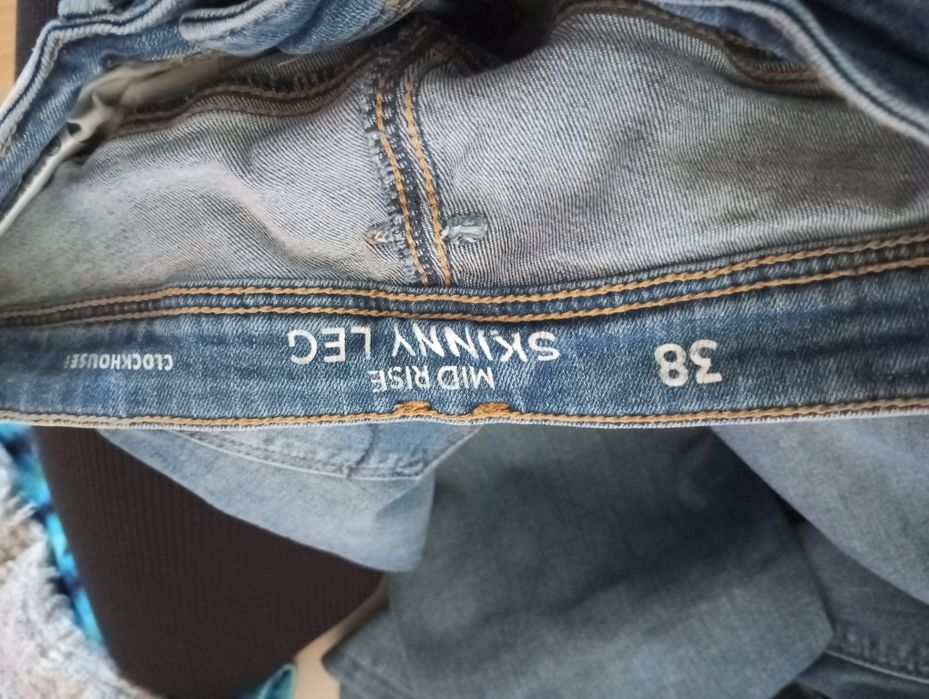 38
MID RISE
SKINNY LEG
CLOCKHOUSE